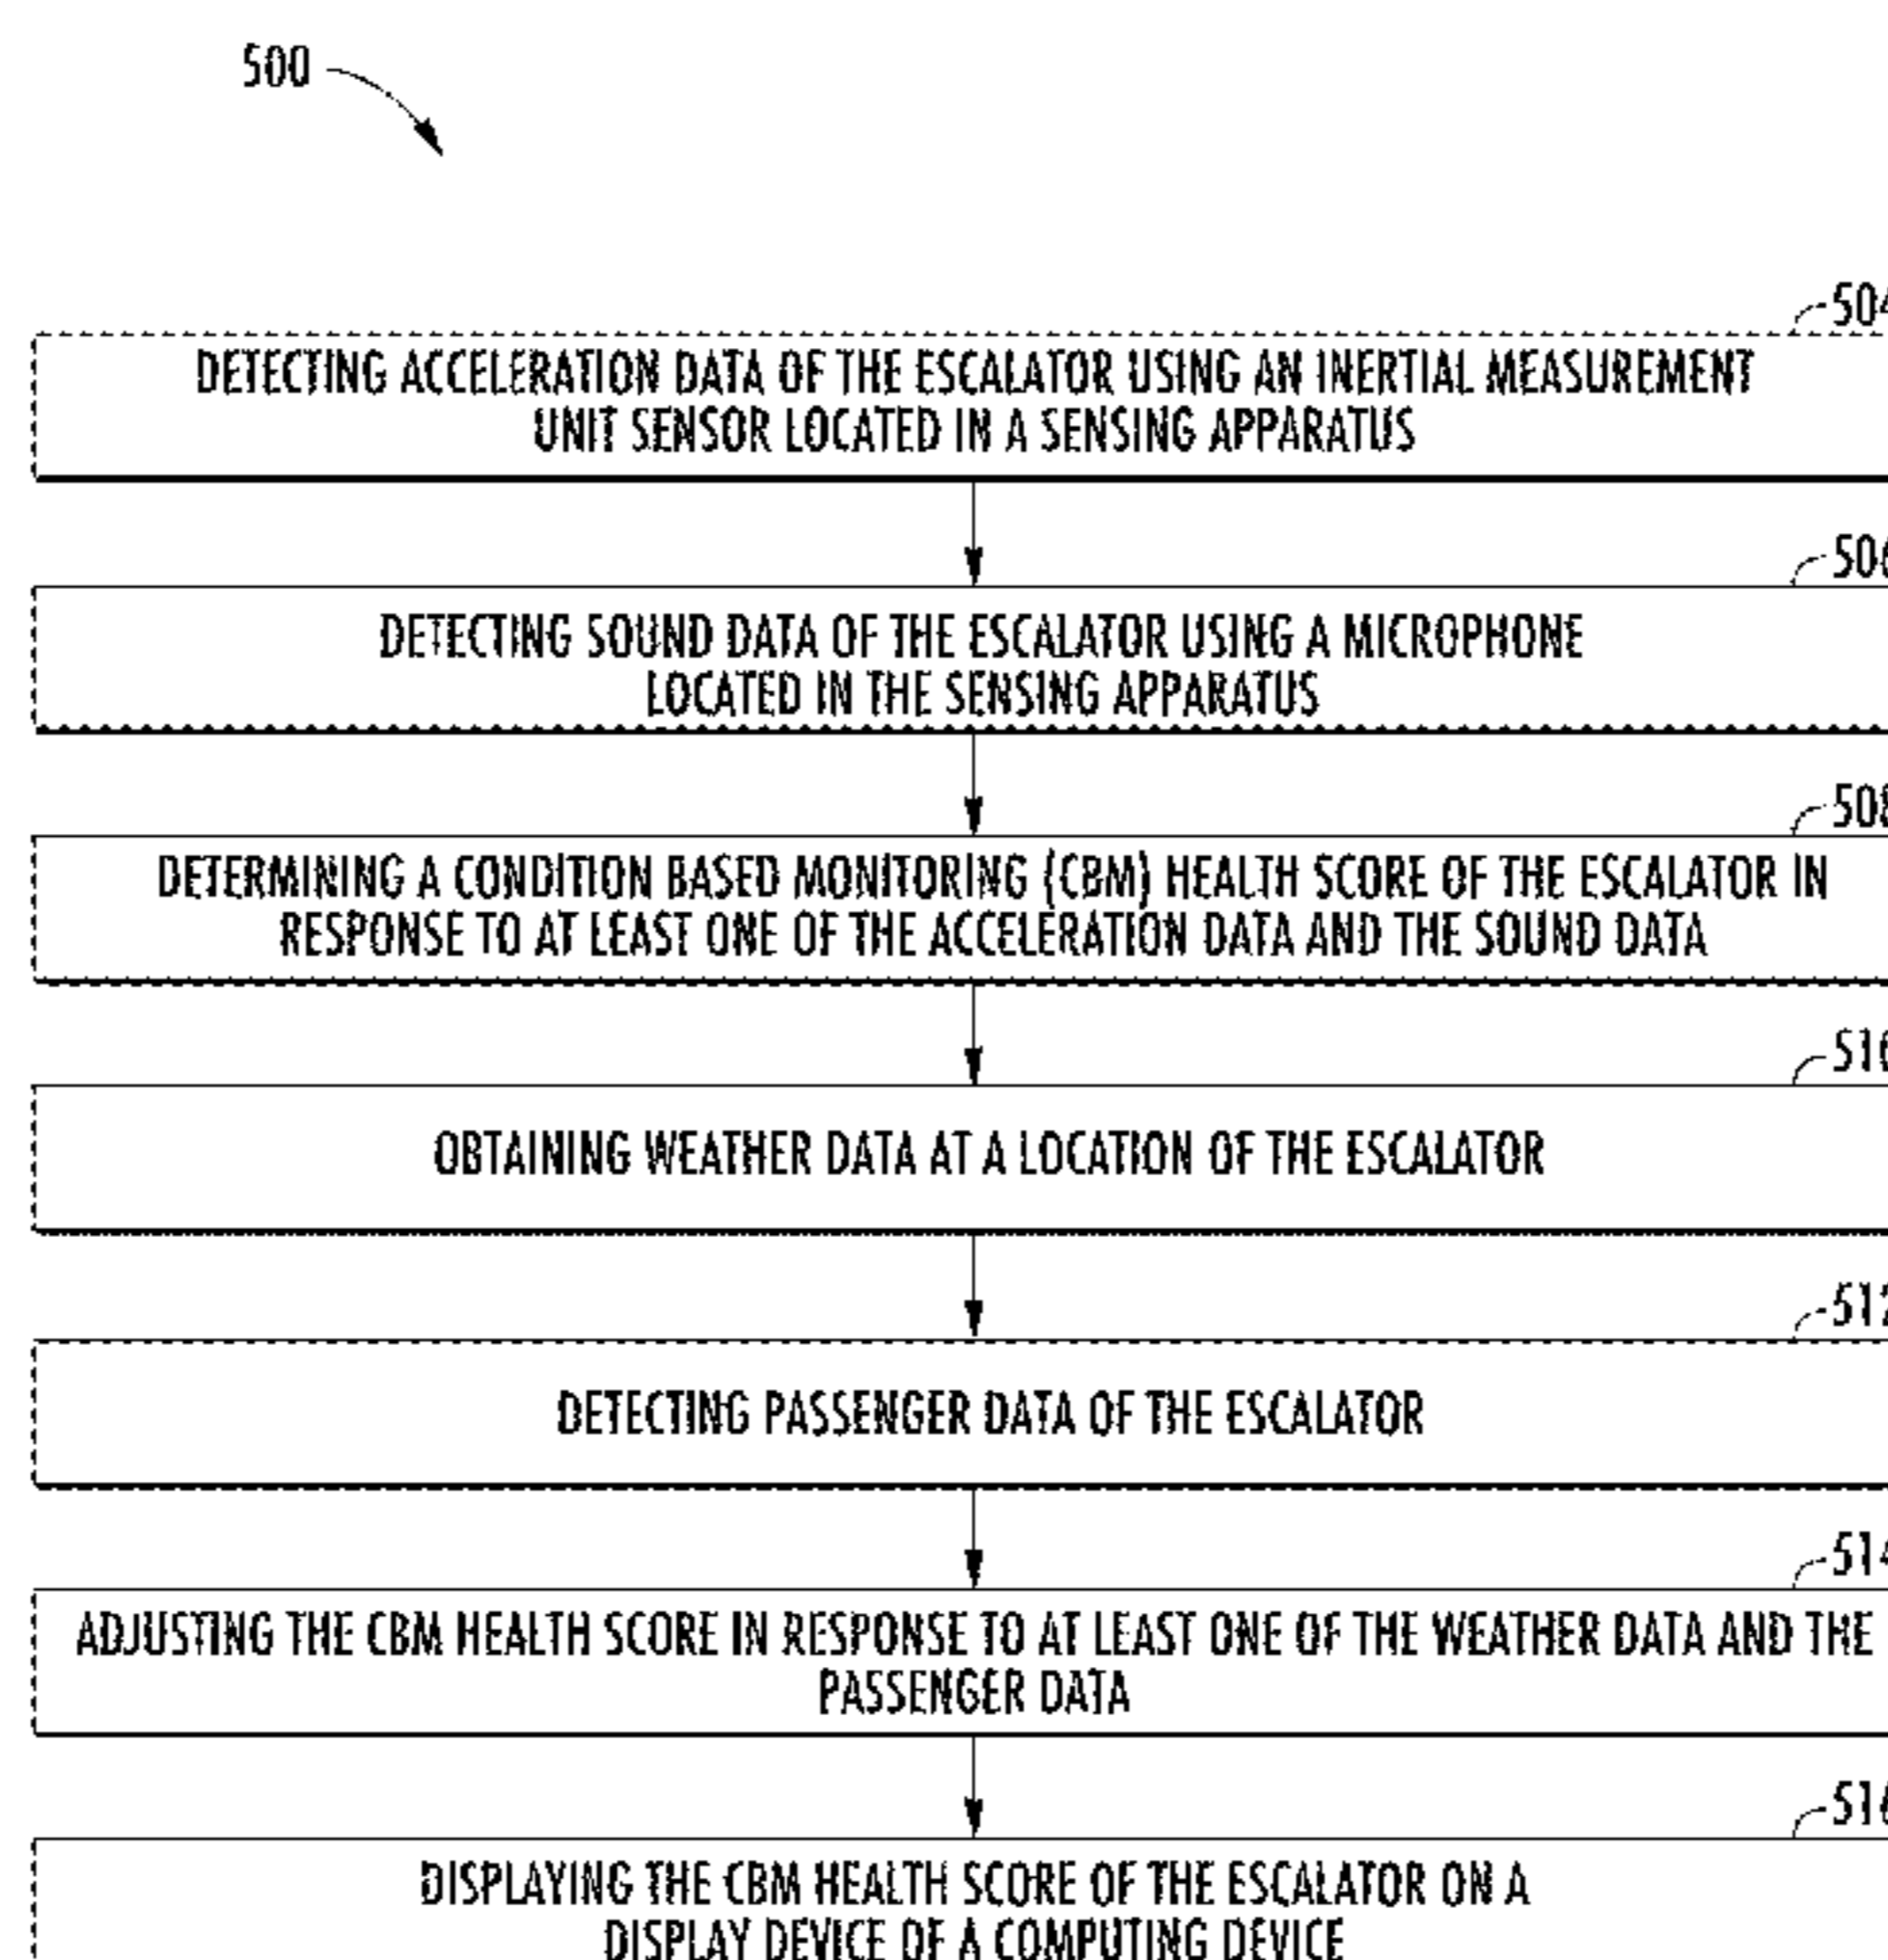 500
504
DETECTING ACCELERATION DATA OF THE ESCALATOR USING AN INERTIAL MEASUREMENT
UNIT SENSOR LOCATED IN A SENSING APPARATUS
506
DETECTING SOUND DATA OF THE ESCALATOR USING A MICROPHONE
LOCATED IN THE SENSING APPARATUS
508
DETERMINING A CONDITION BASED MONITORING (CBM) HEALTH SCORE OF THE ESCALATOR IN
RESPONSE TO AT LEAST ONE OF THE ACCELERATION DATA AND THE SOUND DATA
510
OBTAINING WEATHER DATA AT A LOCATION OF THE ESCALATOR
512
DETECTING PASSENGER DATA OF THE ESCALATOR
514
ADJUSTING THE CBM HEALTH SCORE IN RESPONSE TO AT LEAST ONE OF THE WEATHER DATA AND THE
PASSENGER DATA
516
DISPLAYING THE CBM HEALTH SCORE OF THE ESCALATOR ON A
DISPLAY DEVICE OF A COMPUTING DEVICE